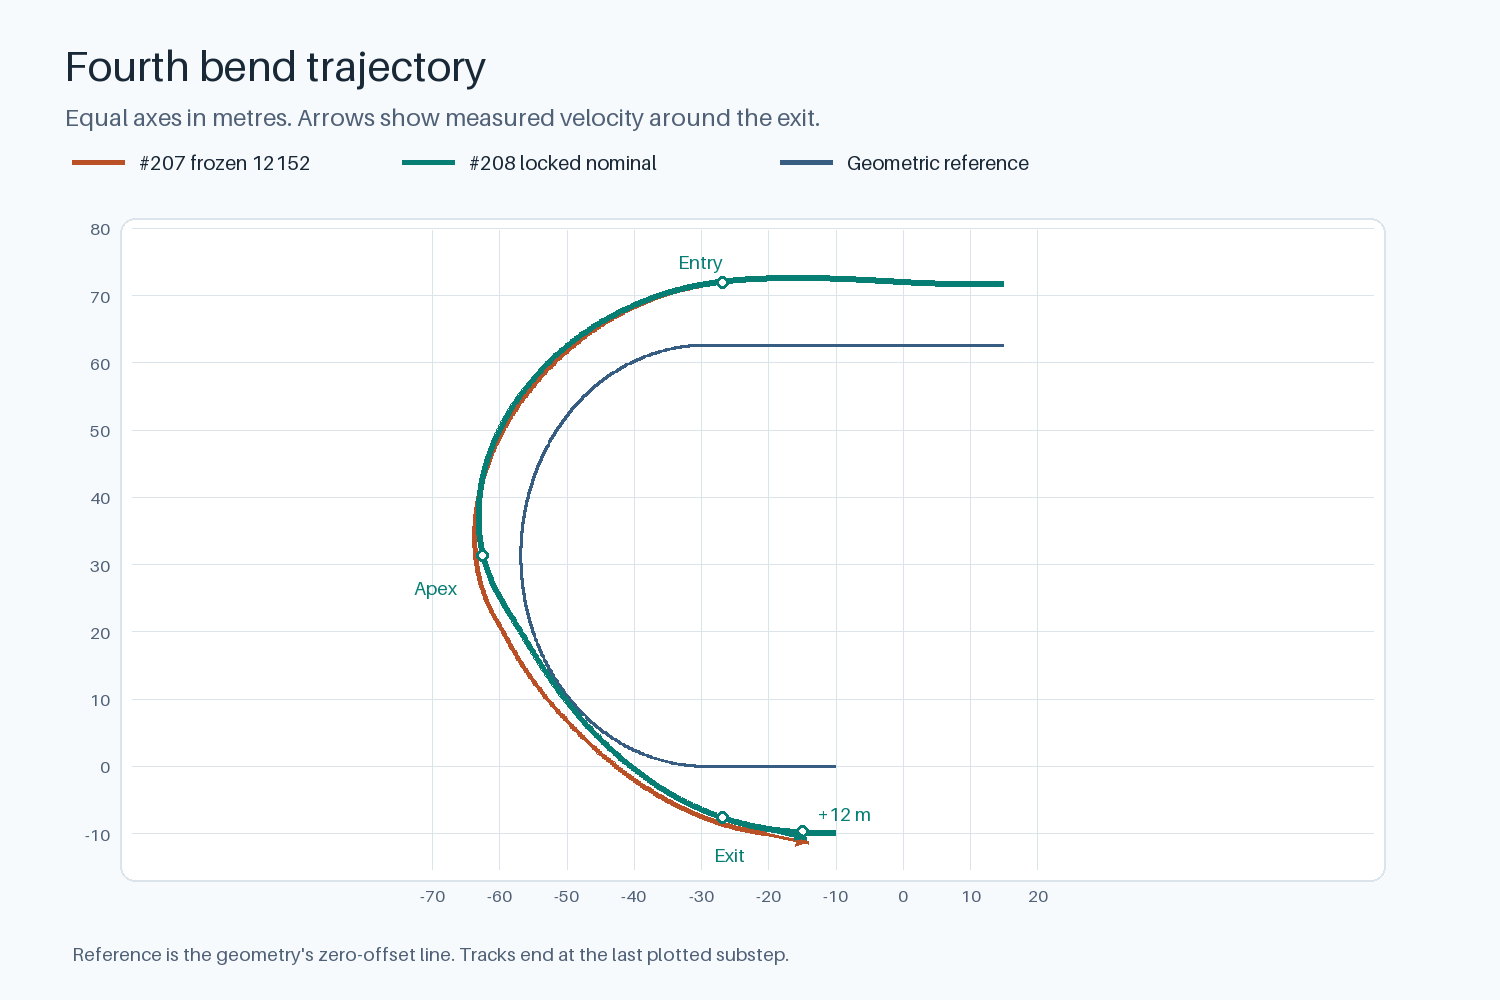 Fourth bend trajectory
Equal axes in metres. Arrows show measured velocity around the exit.
#207 frozen 12152
#208 locked nominal
Geometric reference
80
70
60
50
40
30
20
10
0
-10
Entry
Apex
+12 m
Exit
-70 -60 -50 -40 -30 -20 -10 0 10 20
Reference is the geometry's zero-offset line. Tracks end at the last plotted substep.